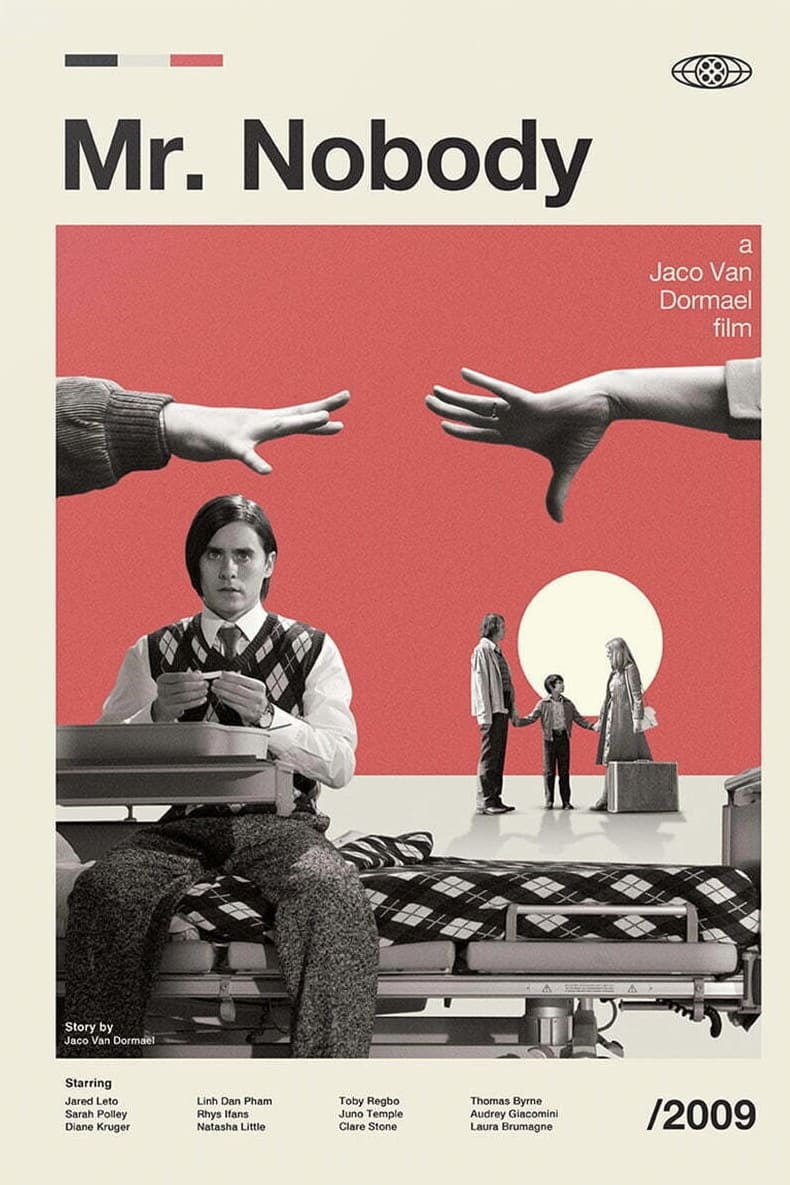 Mr. Nobody
a
Jaco Van
Dormael
film
Story by
Jaco Van Dormael
Starring
Jared Leto
Sarah Polley
Diane Kruger
Linh Dan Pham
Rhys Ifans
Natasha Little
Toby Regbo
Juno Temple
Clare Stone
Thomas Byrne
Audrey Giacomini
Laura Brumagne
/2009